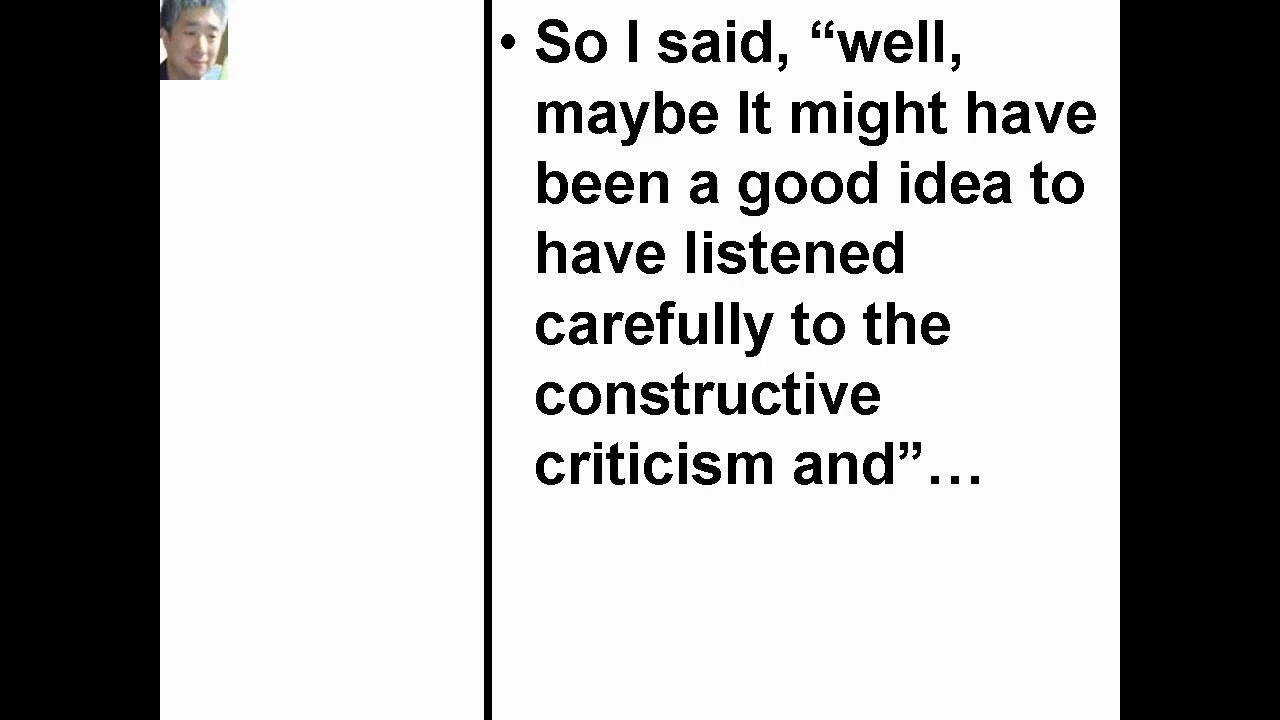 • So I said, “well,
maybe It might have
been a good idea to
have listened
carefully to the
constructive
criticism and”…